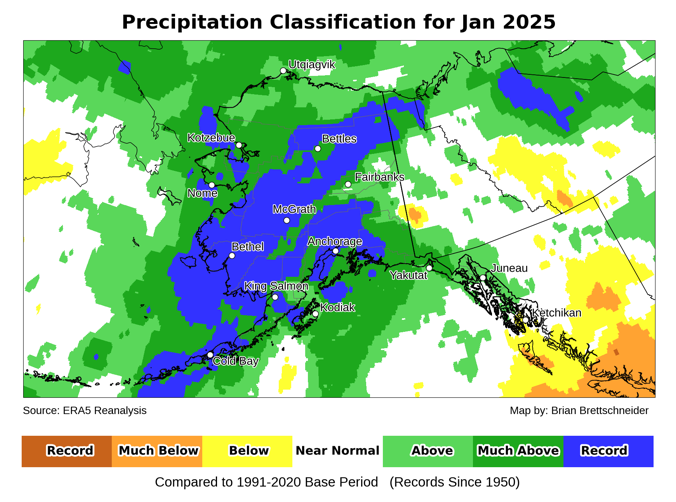 Precipitation Classification for Jan 2025
Utqiagvik
Kotzebue
Bettles
Nome
Fairbanks
McGrath
Bethel
Anchorage
Yakutat
Juneau
King Salmon
Kodiak
Ketchikan
Cold Bay
Source: ERA5 Reanalysis
Map by: Brian Brettschneider
Record
Much Below
Below
Near Normal
Above
Much Above
Record
Compared to 1991-2020 Base Period (Records Since 1950)